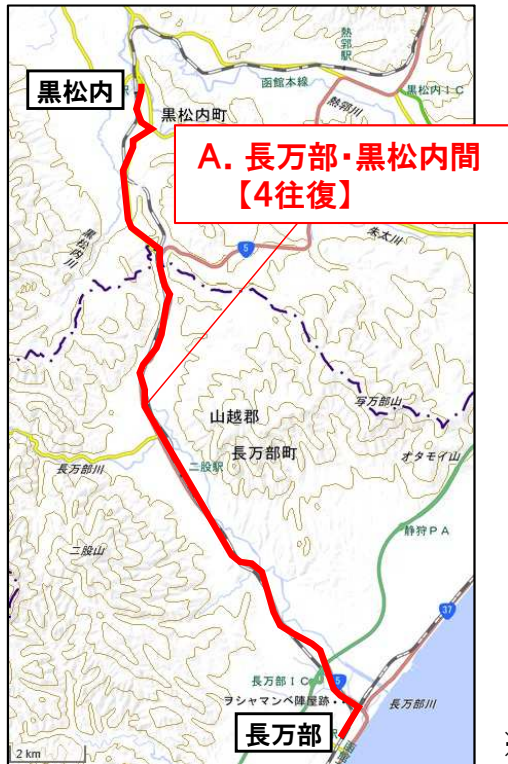 熱郛駅
函館本線
黒松内IC
黒松内
熱郛川
黒松内町
A. 長万部・黒松内間
【4往復】
5
朱太川
黒松内川
200
写万部山
山越郡
長万部町
オタモイ山
長万部川
二股駅
静狩PA
二股山
37
長万部IC
5
ヲシャマンベ陣屋跡
長万部川
長万部
2 km